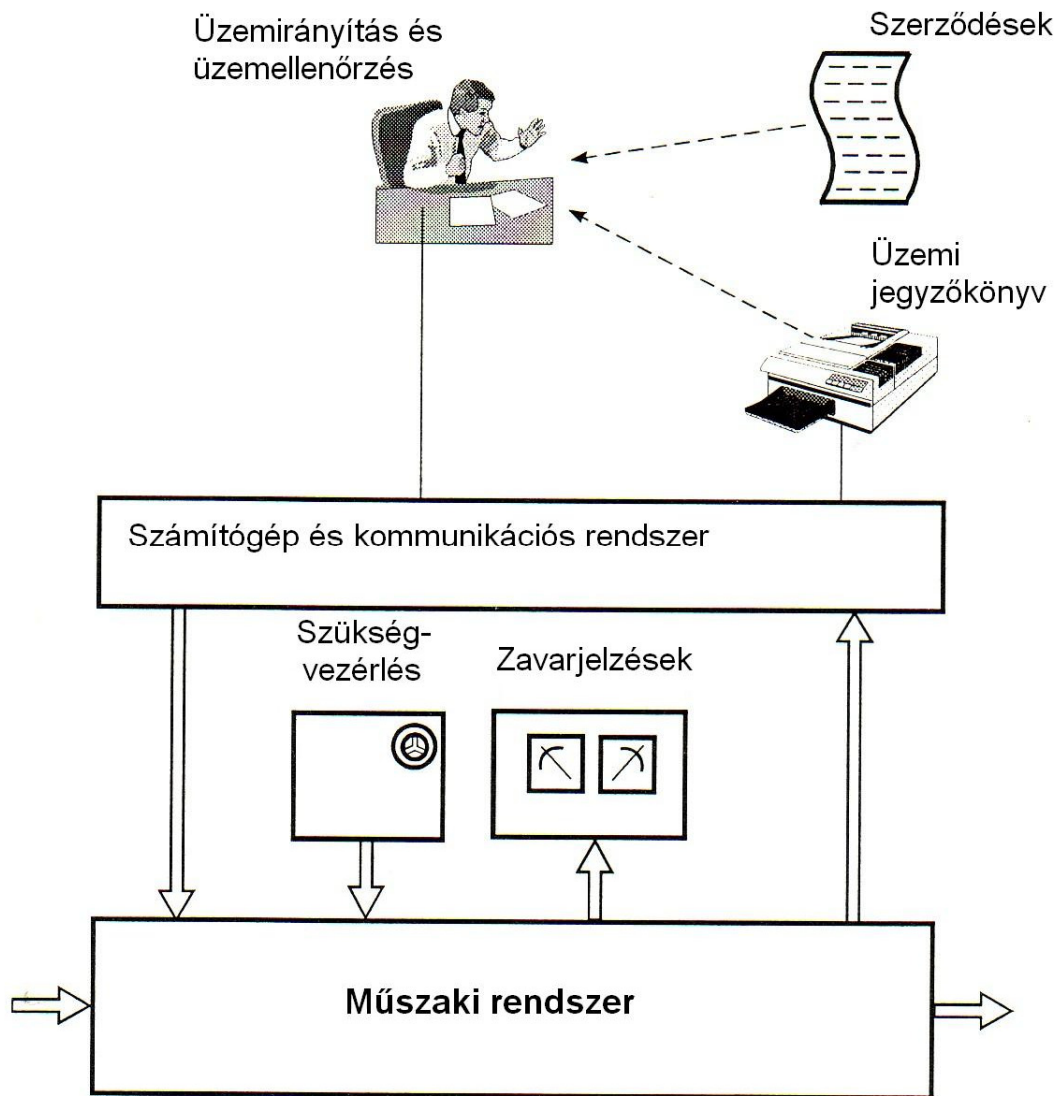 Üzemirányítás és
üzemellenőrzés
Szerződések
Üzemi
jegyzőkönyv
Számítógép és kommunikációs rendszer
Szükség-
vezérlés
Zavarjelzések
Műszaki rendszer